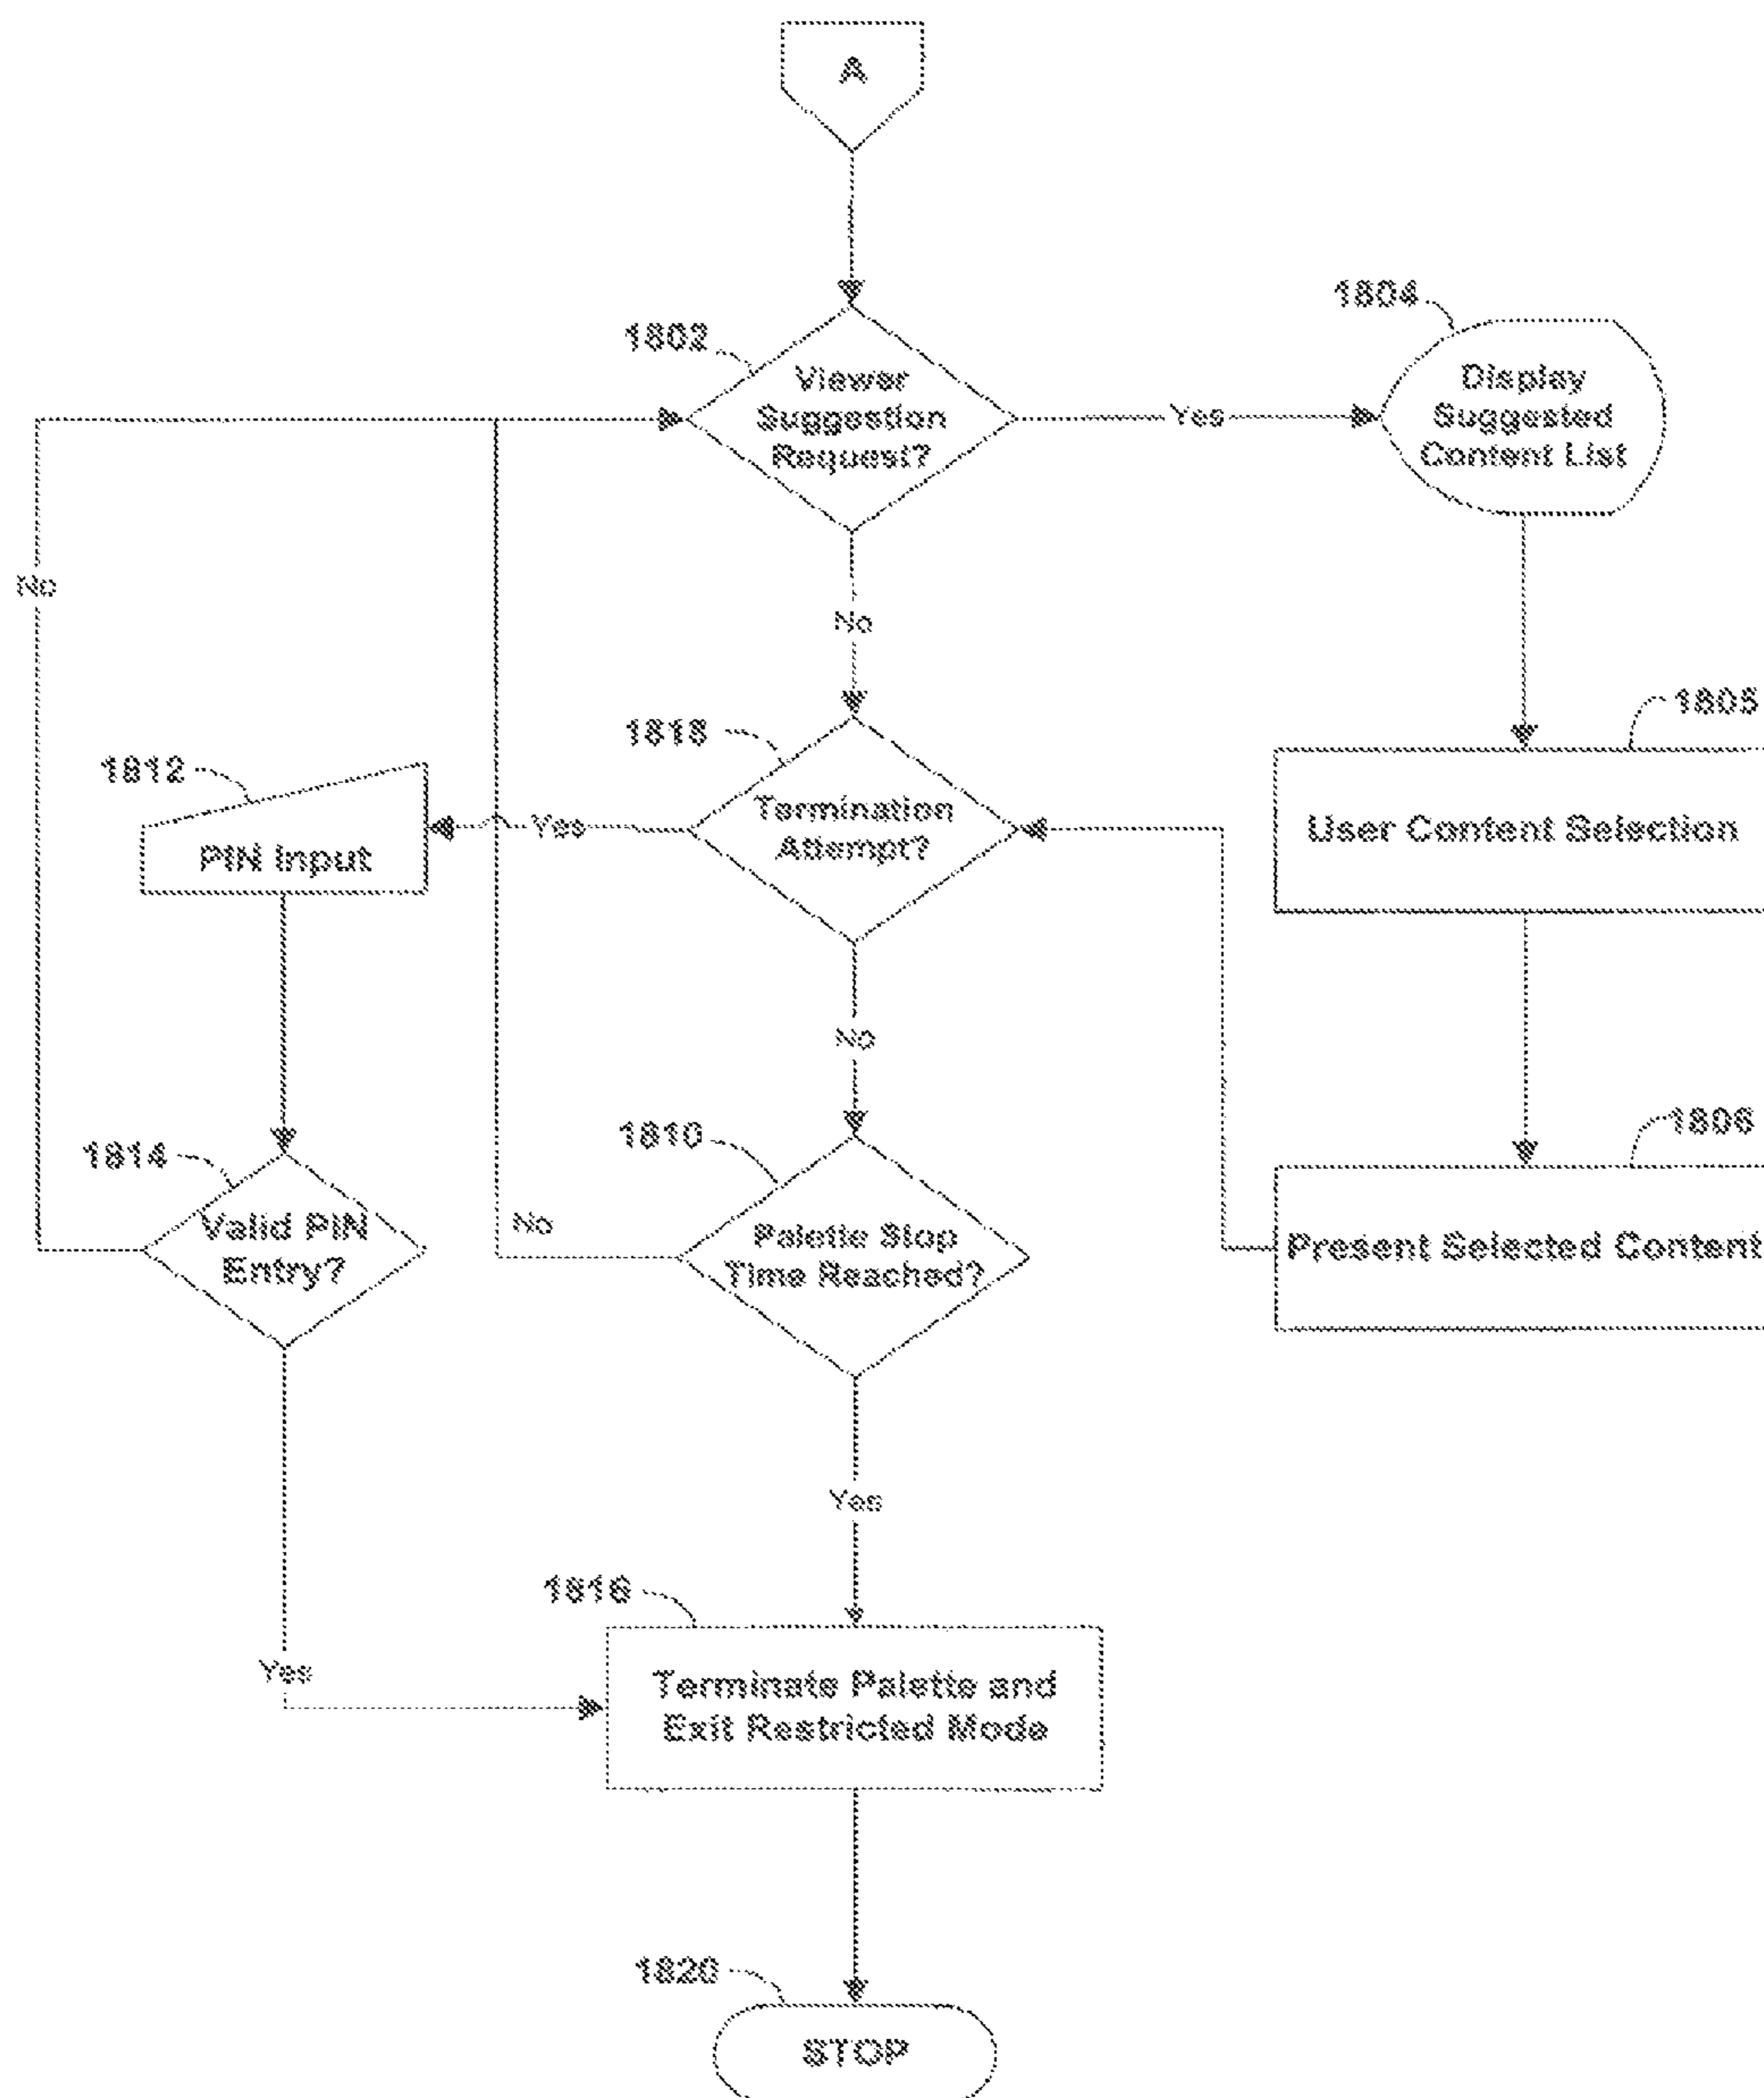 A
1802
Viewer
Suggestion
Request?
Yes
1804
Display
Suggested
Content List
No
No
1805
User Content Selection
1818
Termination
Attempt?
Yes
1812
PIN Input
No
1806
Present Selected Content
1810
Palette Stop
Time Reached?
No
1814
Valid PIN
Entry?
Yes
Yes
1816
Terminate Palette and
Exit Restricted Mode
1820
STOP